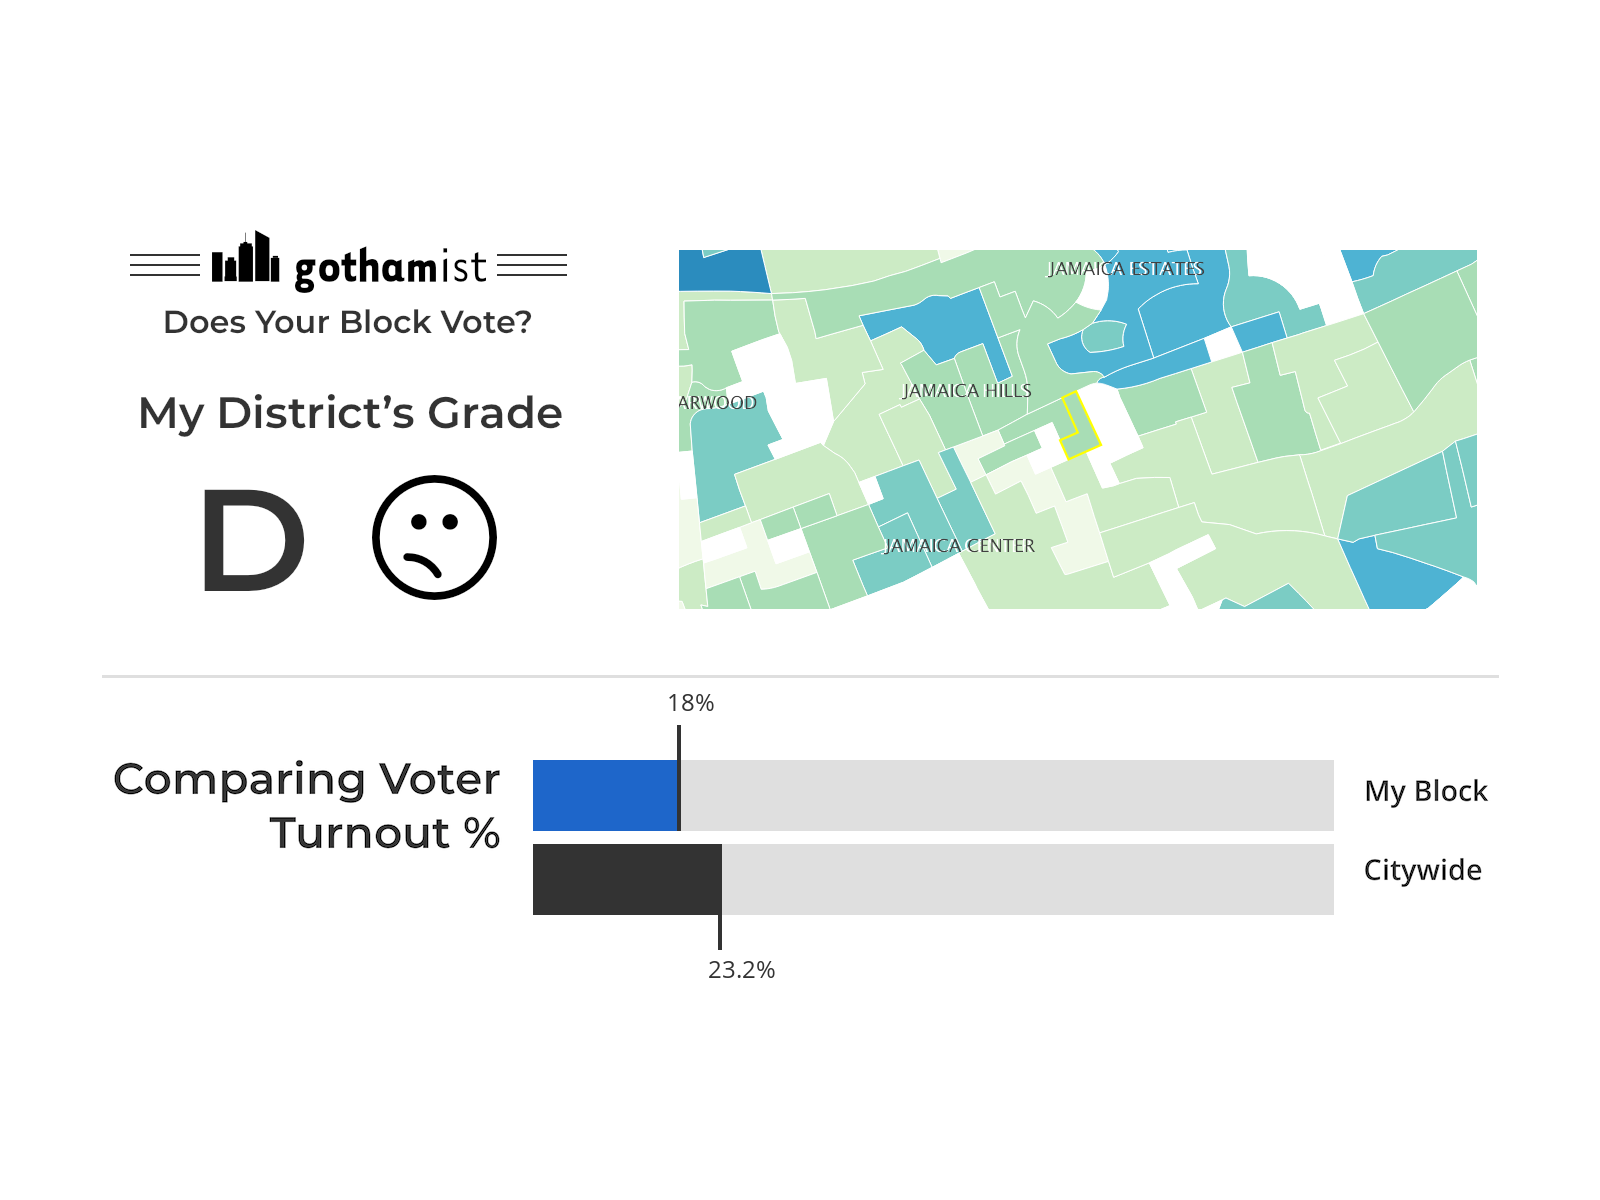 gothamist
Does Your Block Vote?
My District's Grade
D
JAMAICA ESTATES
JAMAICA HILLS
ARWOOD
JAMAICA CENTER
18%
Comparing Voter
Turnout %
My Block
Citywide
23.2%